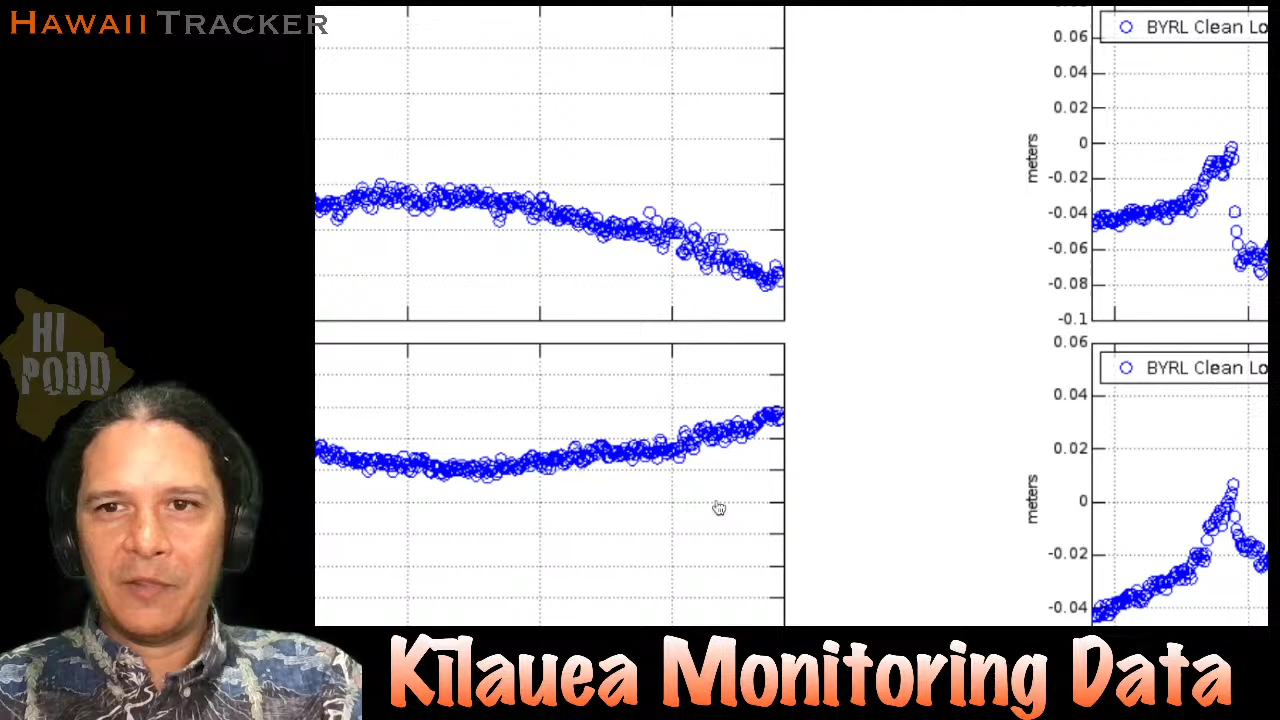 HAWAII TRACKER
BYRL Clean Lo
0.06
0.04
0.02
0
-0.02
-0.04
-0.06
-0.08
-0.1
meters
BYRL Clean Lo
0.06
0.04
0.02
0
-0.02
-0.04
meters
HI
PODD
Kīlauea Monitoring Data